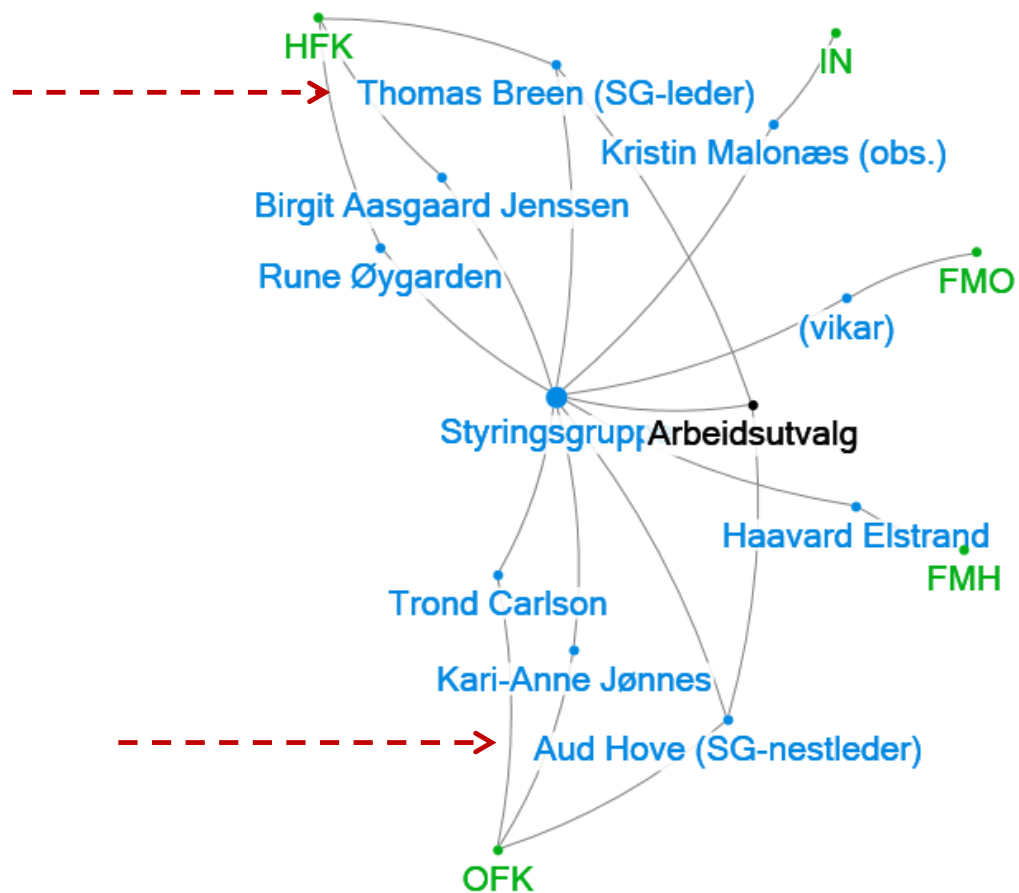 HFK
IN
Thomas Breen (SG-leder)
Kristin Malonæs (obs.)
Birgit Aasgaard Jenssen
Rune Øygarden
FMO
(vikar)
Styringsgrupp
Arbeidsutvalg
Haavard Elstrand
FMH
Trond Carlson
Kari-Anne Jønnes
Aud Hove (SG-nestleder)
OFK